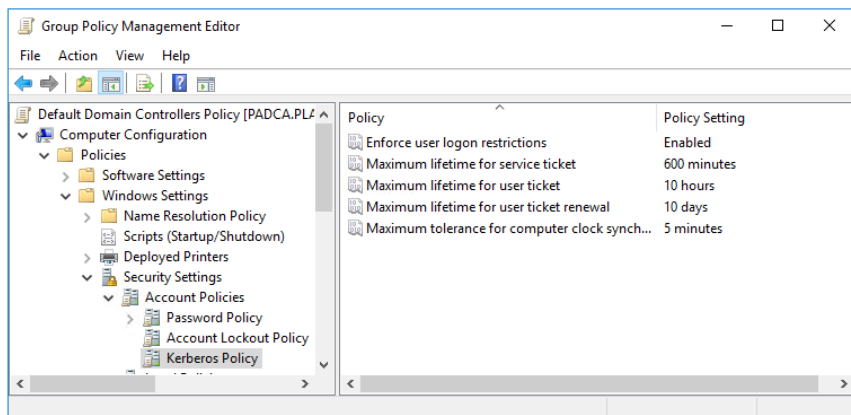 Group Policy Management Editor
File Action View Help
Default Domain Controllers Policy [PADCA.PLA
Computer Configuration
Policies
Software Settings
Windows Settings
Name Resolution Policy
Scripts (Startup/Shutdown)
Deployed Printers
Security Settings
Account Policies
Password Policy
Account Lockout Policy
Kerberos Policy
Policy Policy Setting
Enforce user logon restrictions Enabled
Maximum lifetime for service ticket 600 minutes
Maximum lifetime for user ticket 10 hours
Maximum lifetime for user ticket renewal 10 days
Maximum tolerance for computer clock synch... 5 minutes